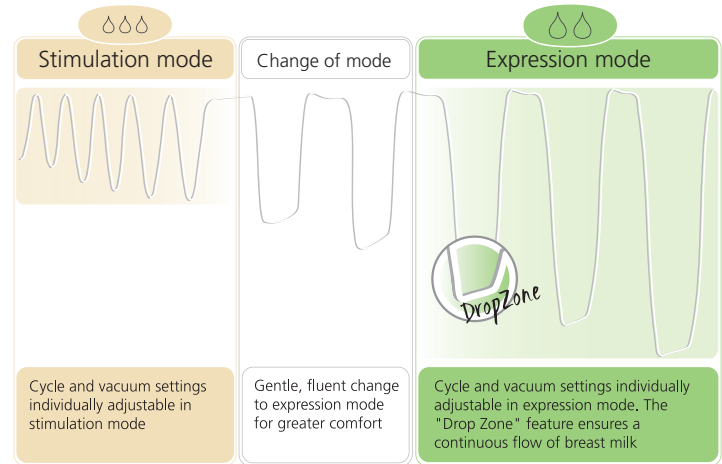 Stimulation mode
Change of mode
Expression mode
DropZone
Cycle and vacuum settings
individually adjustable in
stimulation mode
Gentle, fluent change
to expression mode
for greater comfort
Cycle and vacuum settings individually
adjustable in expression mode. The
"Drop Zone" feature ensures a
continuous flow of breast milk